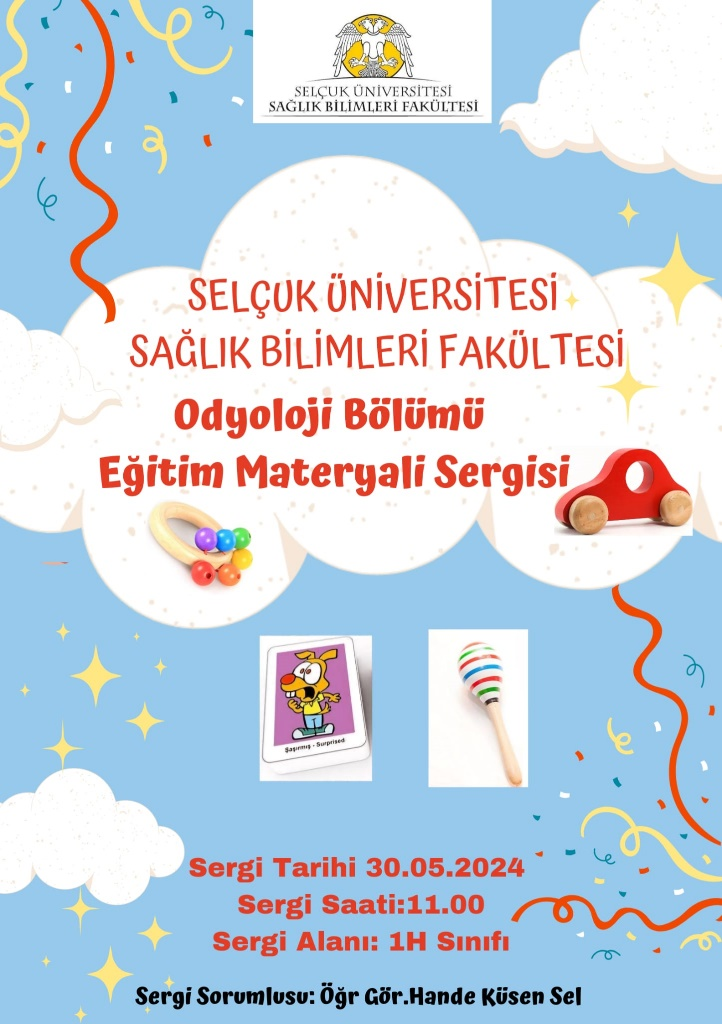 SELÇUK ÜNİVERSİTESİ
SAĞLIK BİLİMLERİ FAKÜLTESİ
SELÇUK ÜNİVERSİTESİ
SAĞLIK BİLİMLERİ FAKÜLTESİ
Odyoloji Bölümü
Eğitim Materyali Sergisi
Şaşırmış - Surprised
Sergi Tarihi 30.05.2024
Sergi Saati:11.00
Sergi Alanı: 1H Sınıfı
Sergi Sorumlusu: Öğr Gör.Hande Küsen Sel